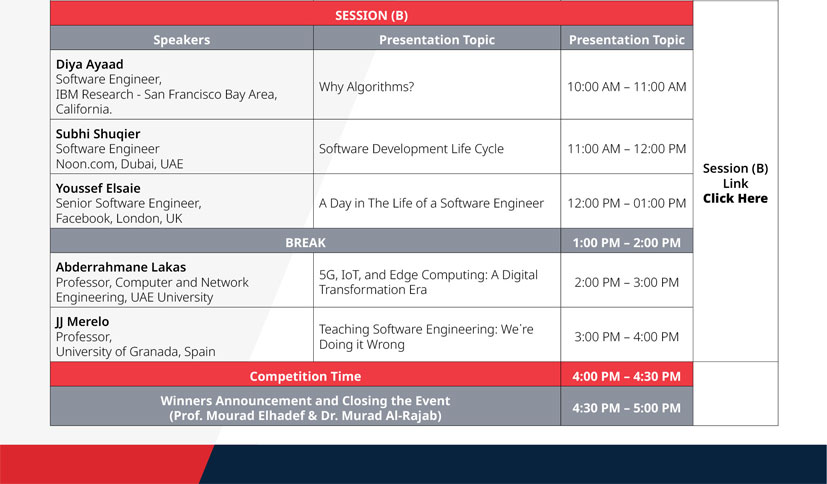 SESSION (B)
Speakers
Presentation Topic
Presentation Topic
Diya Ayaad
Software Engineer,
IBM Research - San Francisco Bay Area,
California.
Why Algorithms?
10:00 AM – 11:00 AM
Subhi Shuqier
Software Engineer
Noon.com, Dubai, UAE
Software Development Life Cycle
11:00 AM – 12:00 PM
Youssef Elsaie
Senior Software Engineer,
Facebook, London, UK
A Day in The Life of a Software Engineer
12:00 PM – 01:00 PM
Session (B)
Link
Click Here
BREAK
1:00 PM – 2:00 PM
Abderrahmane Lakas
Professor, Computer and Network
Engineering, UAE University
5G, IoT, and Edge Computing: A Digital
Transformation Era
2:00 PM – 3:00 PM
JJ Merelo
Professor,
University of Granada, Spain
Teaching Software Engineering: We're
Doing it Wrong
3:00 PM – 4:00 PM
Competition Time
4:00 PM – 4:30 PM
Winners Announcement and Closing the Event
(Prof. Mourad Elhadef & Dr. Murad Al-Rajab)
4:30 PM – 5:00 PM